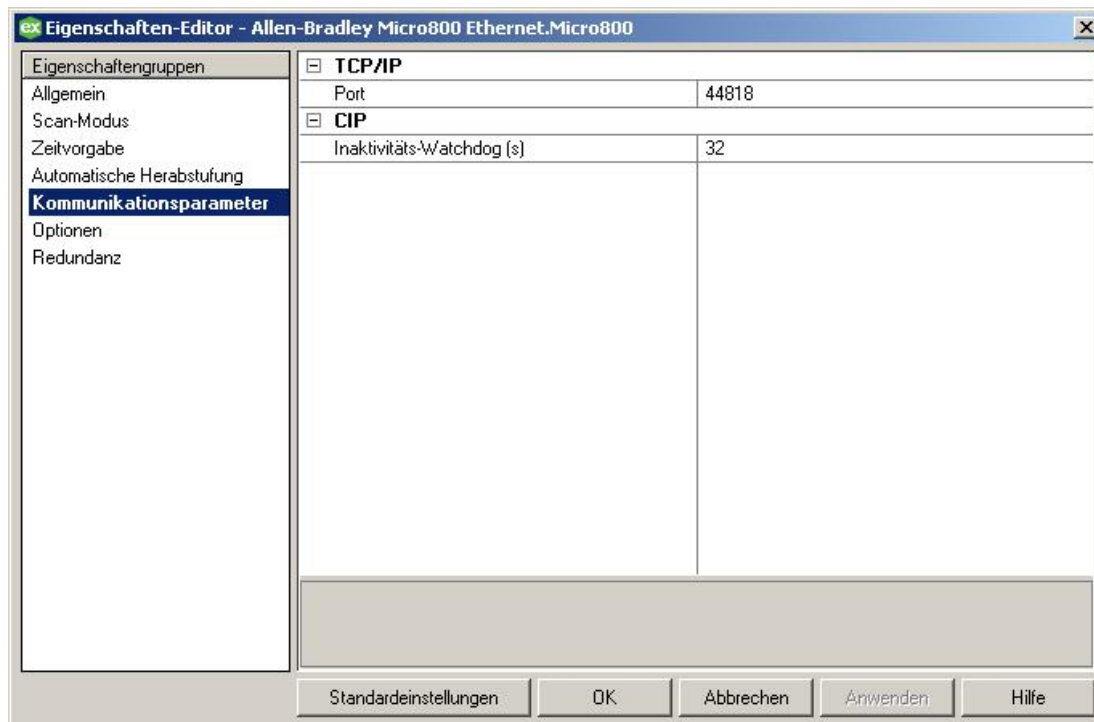 ex Eigenschaften-Editor - Allen-Bradley Micro800 Ethernet.Micro800
Eigenschaftengruppen
Allgemein
Scan-Modus
Zeitvorgabe
Automatische Herabstufung
Kommunikationsparameter
Optionen
Redundanz
TCP/IP
Port 44818
CIP
Inaktivitäts-Watchdog (s) 32
Standardeinstellungen OK Abbrechen Anwenden Hilfe